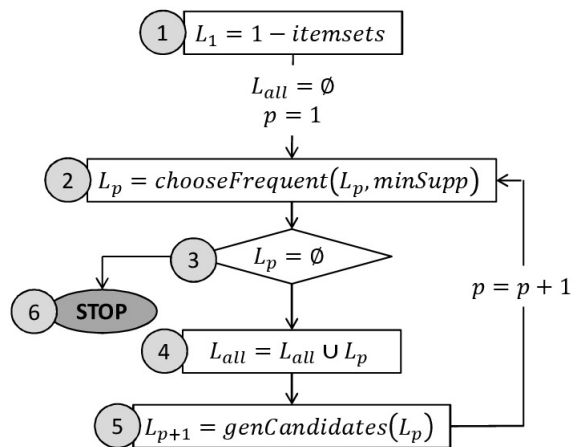 1 L₁ = 1 − itemsets
L_all = ∅
p = 1
2 L_p = chooseFrequent(L_p, minSupp)
3 L_p = ∅
p = p + 1
6 STOP
4 L_all = L_all ∪ L_p
5 L_{p+1} = genCandidates(L_p)